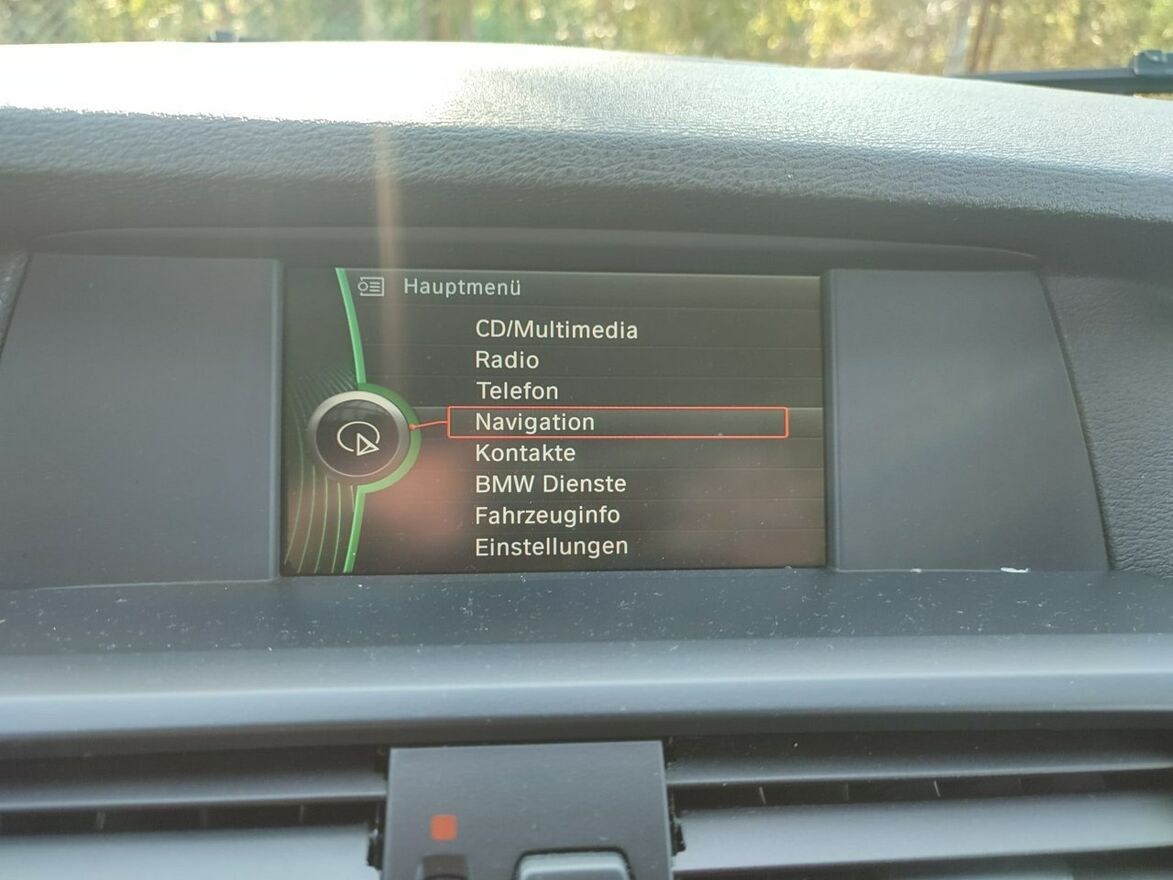 Hauptmenü
CD/Multimedia
Radio
Telefon
Navigation
Kontakte
BMW Dienste
Fahrzeuginfo
Einstellungen